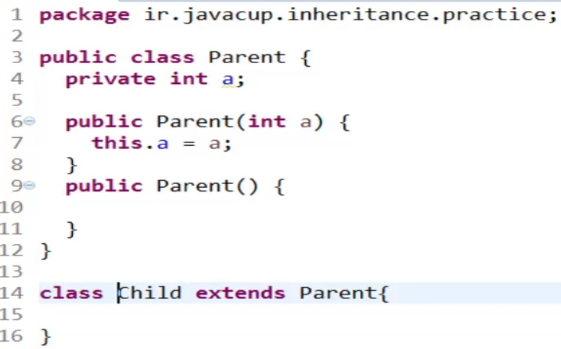 1 package ir.javacup.inheritance.practice;
2
3 public class Parent {
4   private int a;
5
6   public Parent(int a) {
7     this.a = a;
8   }
9   public Parent() {
10
11   }
12 }
13
14 class Child extends Parent{
15
16 }